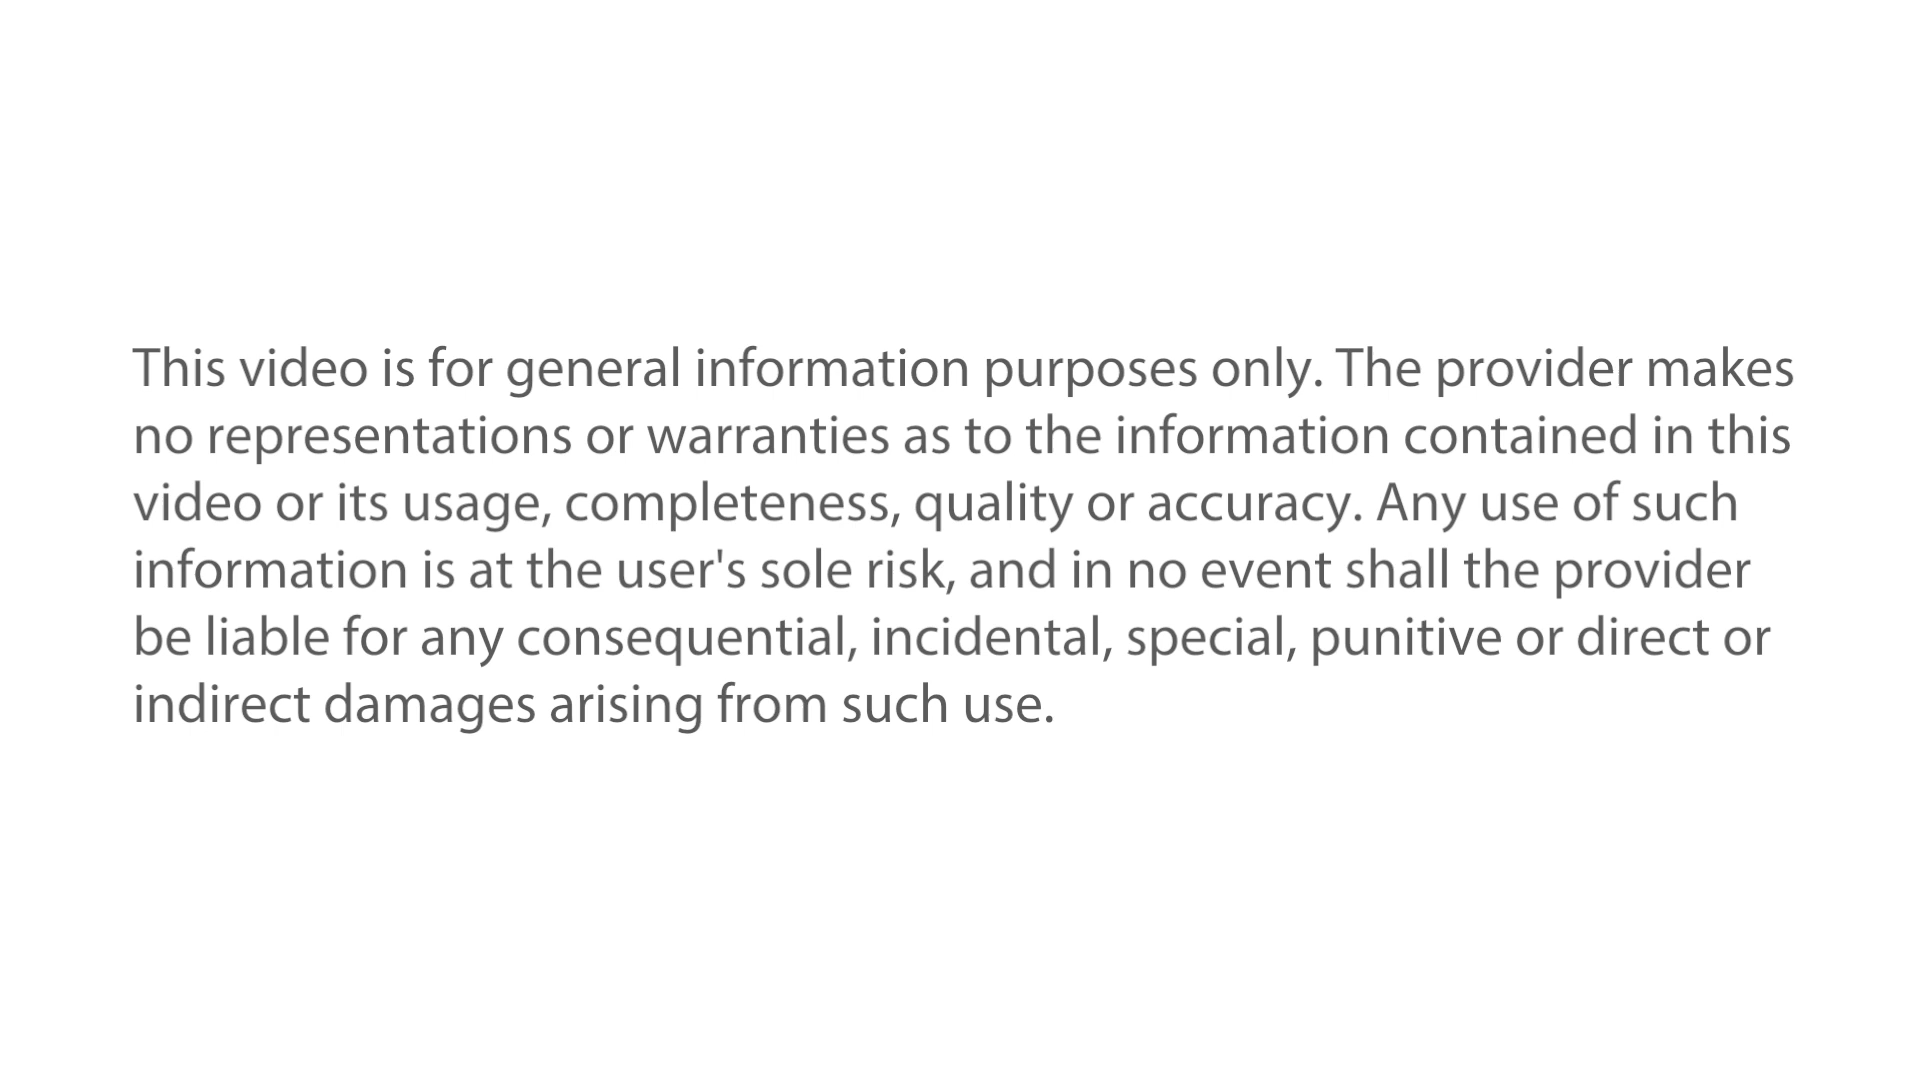 This video is for general information purposes only. The provider makes
no representations or warranties as to the information contained in this
video or its usage, completeness, quality or accuracy. Any use of such
information is at the user's sole risk, and in no event shall the provider
be liable for any consequential, incidental, special, punitive or direct or
indirect damages arising from such use.